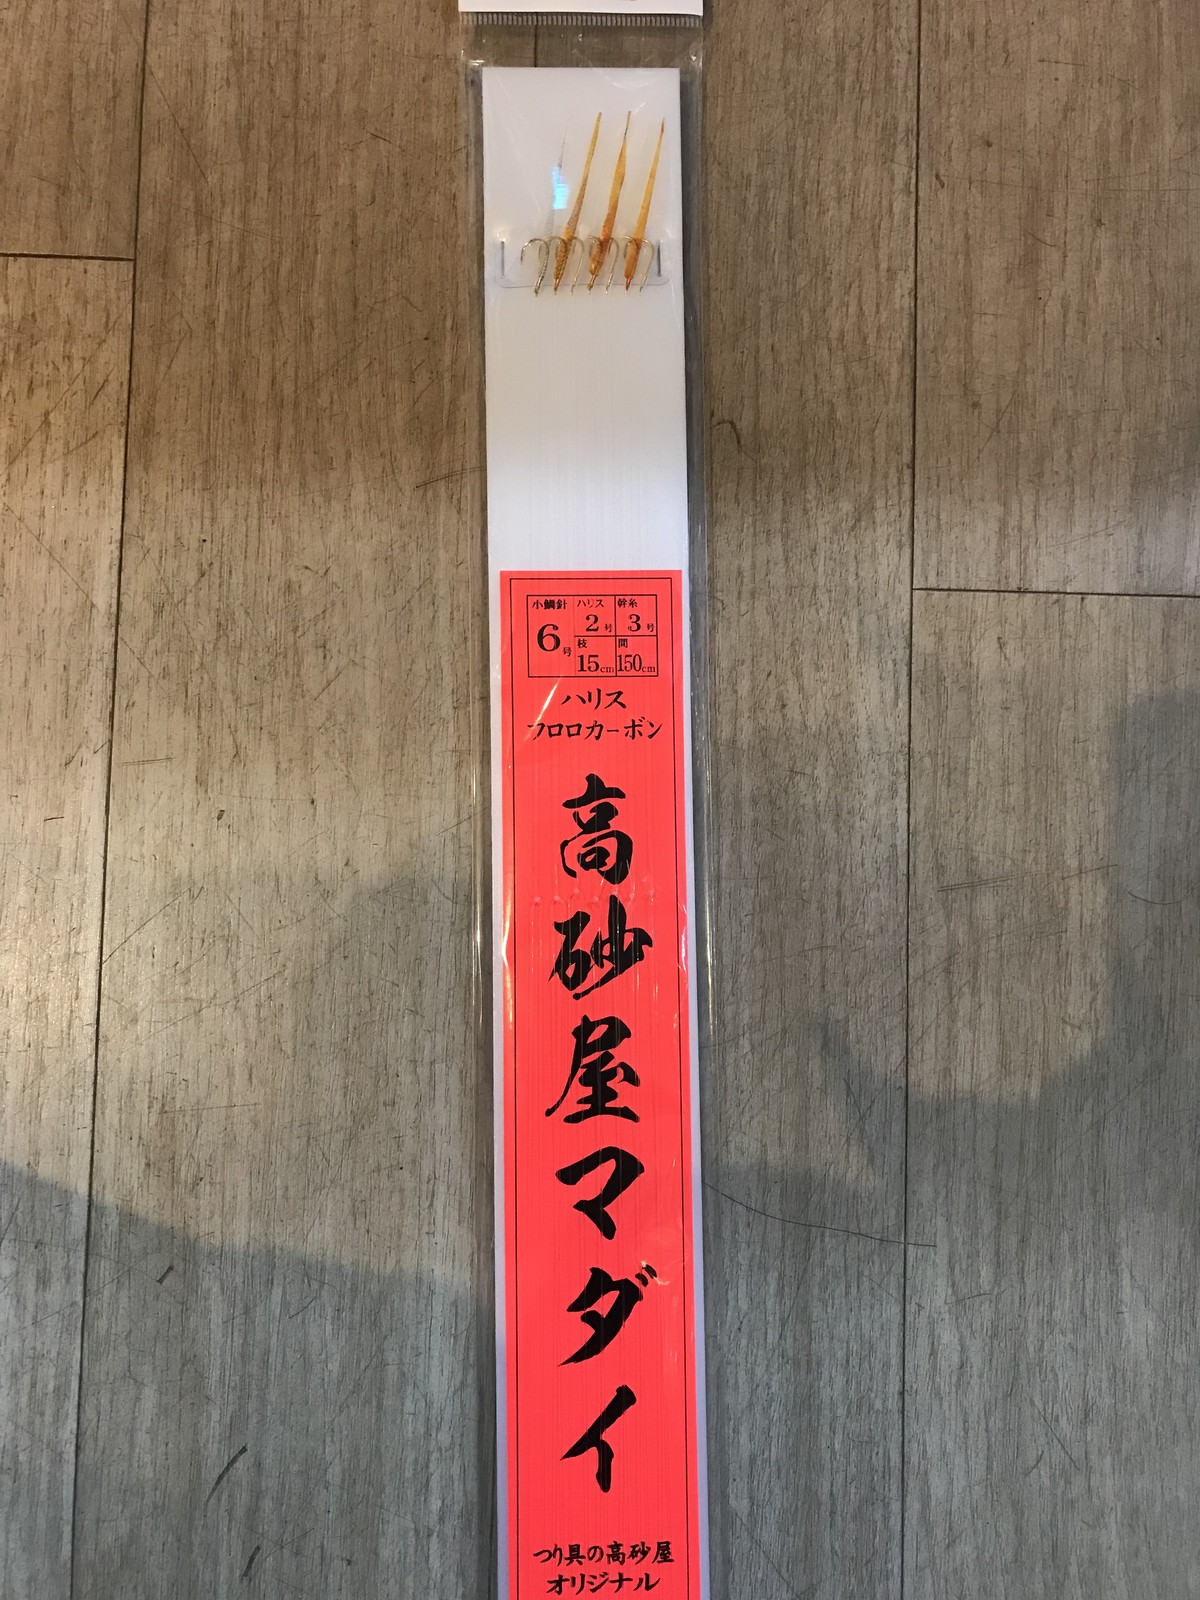 小鯛針 ハリス 幹糸
6号 2号 3号
枝 間
15cm 150cm
ハリス
フロロカーボン
高砂屋マダイ
つり具の高砂屋
オリジナル